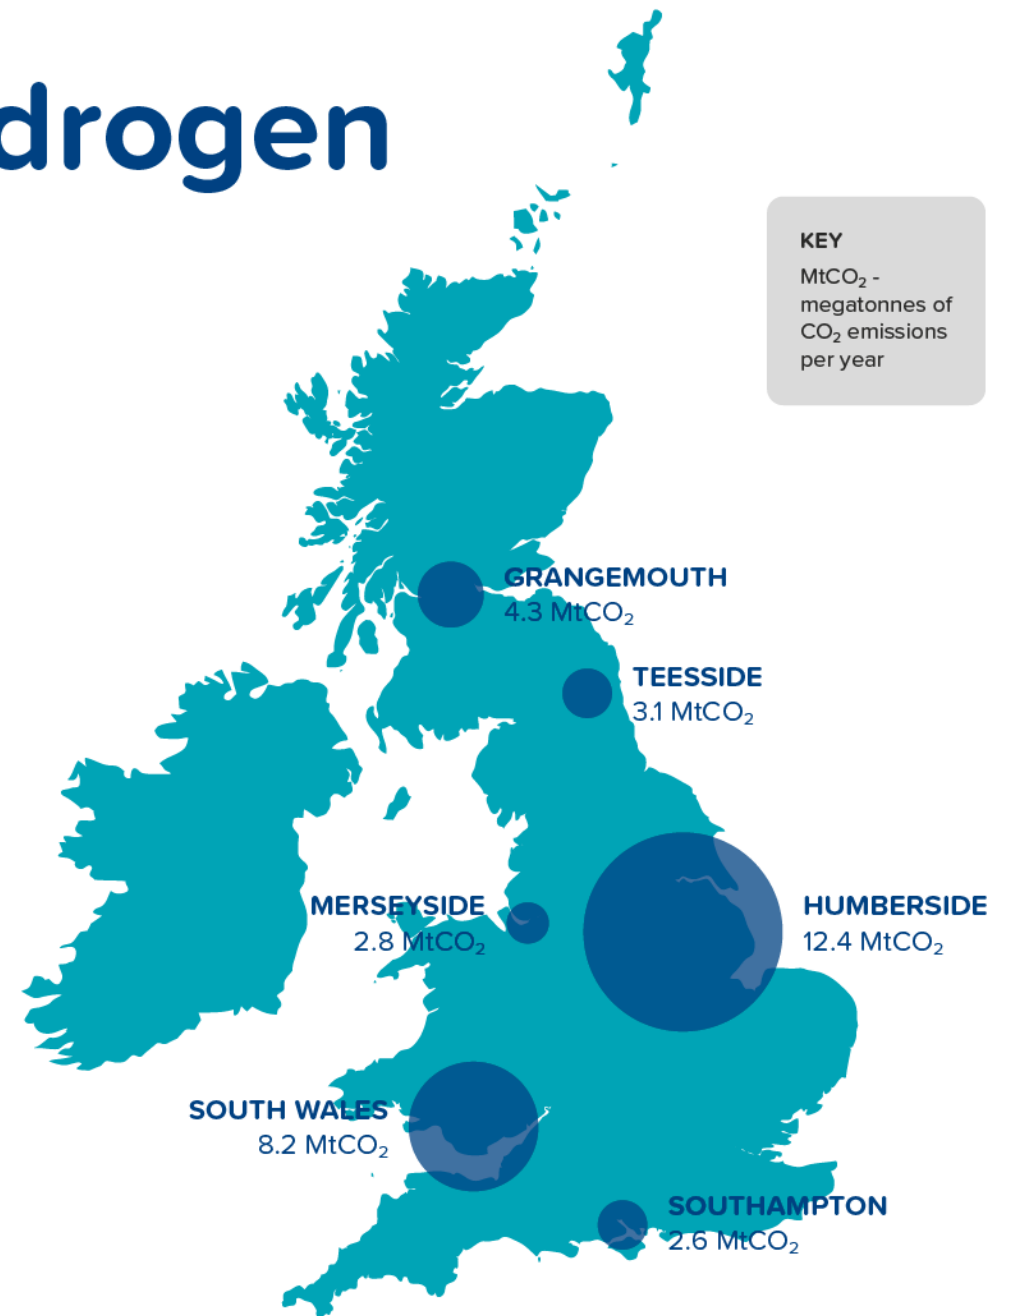 drogen
KEY
MtCO₂ -
megatonnes of
CO₂ emissions
per year
GRANGEMOUTH
4.3 MtCO₂
TEESSIDE
3.1 MtCO₂
MERSEYSIDE
2.8 MtCO₂
HUMBERSIDE
12.4 MtCO₂
SOUTH WALES
8.2 MtCO₂
SOUTHAMPTON
2.6 MtCO₂